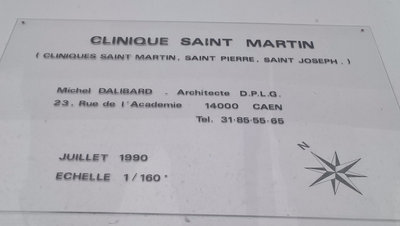 CLINIQUE SAINT MARTIN
( CLINIQUES SAINT MARTIN, SAINT PIERRE, SAINT JOSEPH. )
Michel DALIBARD - Architecte D.P.L.G.
23, Rue de l'Academie 14000 CAEN
Tel. 31·85·55·65
JUILLET 1990
ECHELLE 1/160°
N